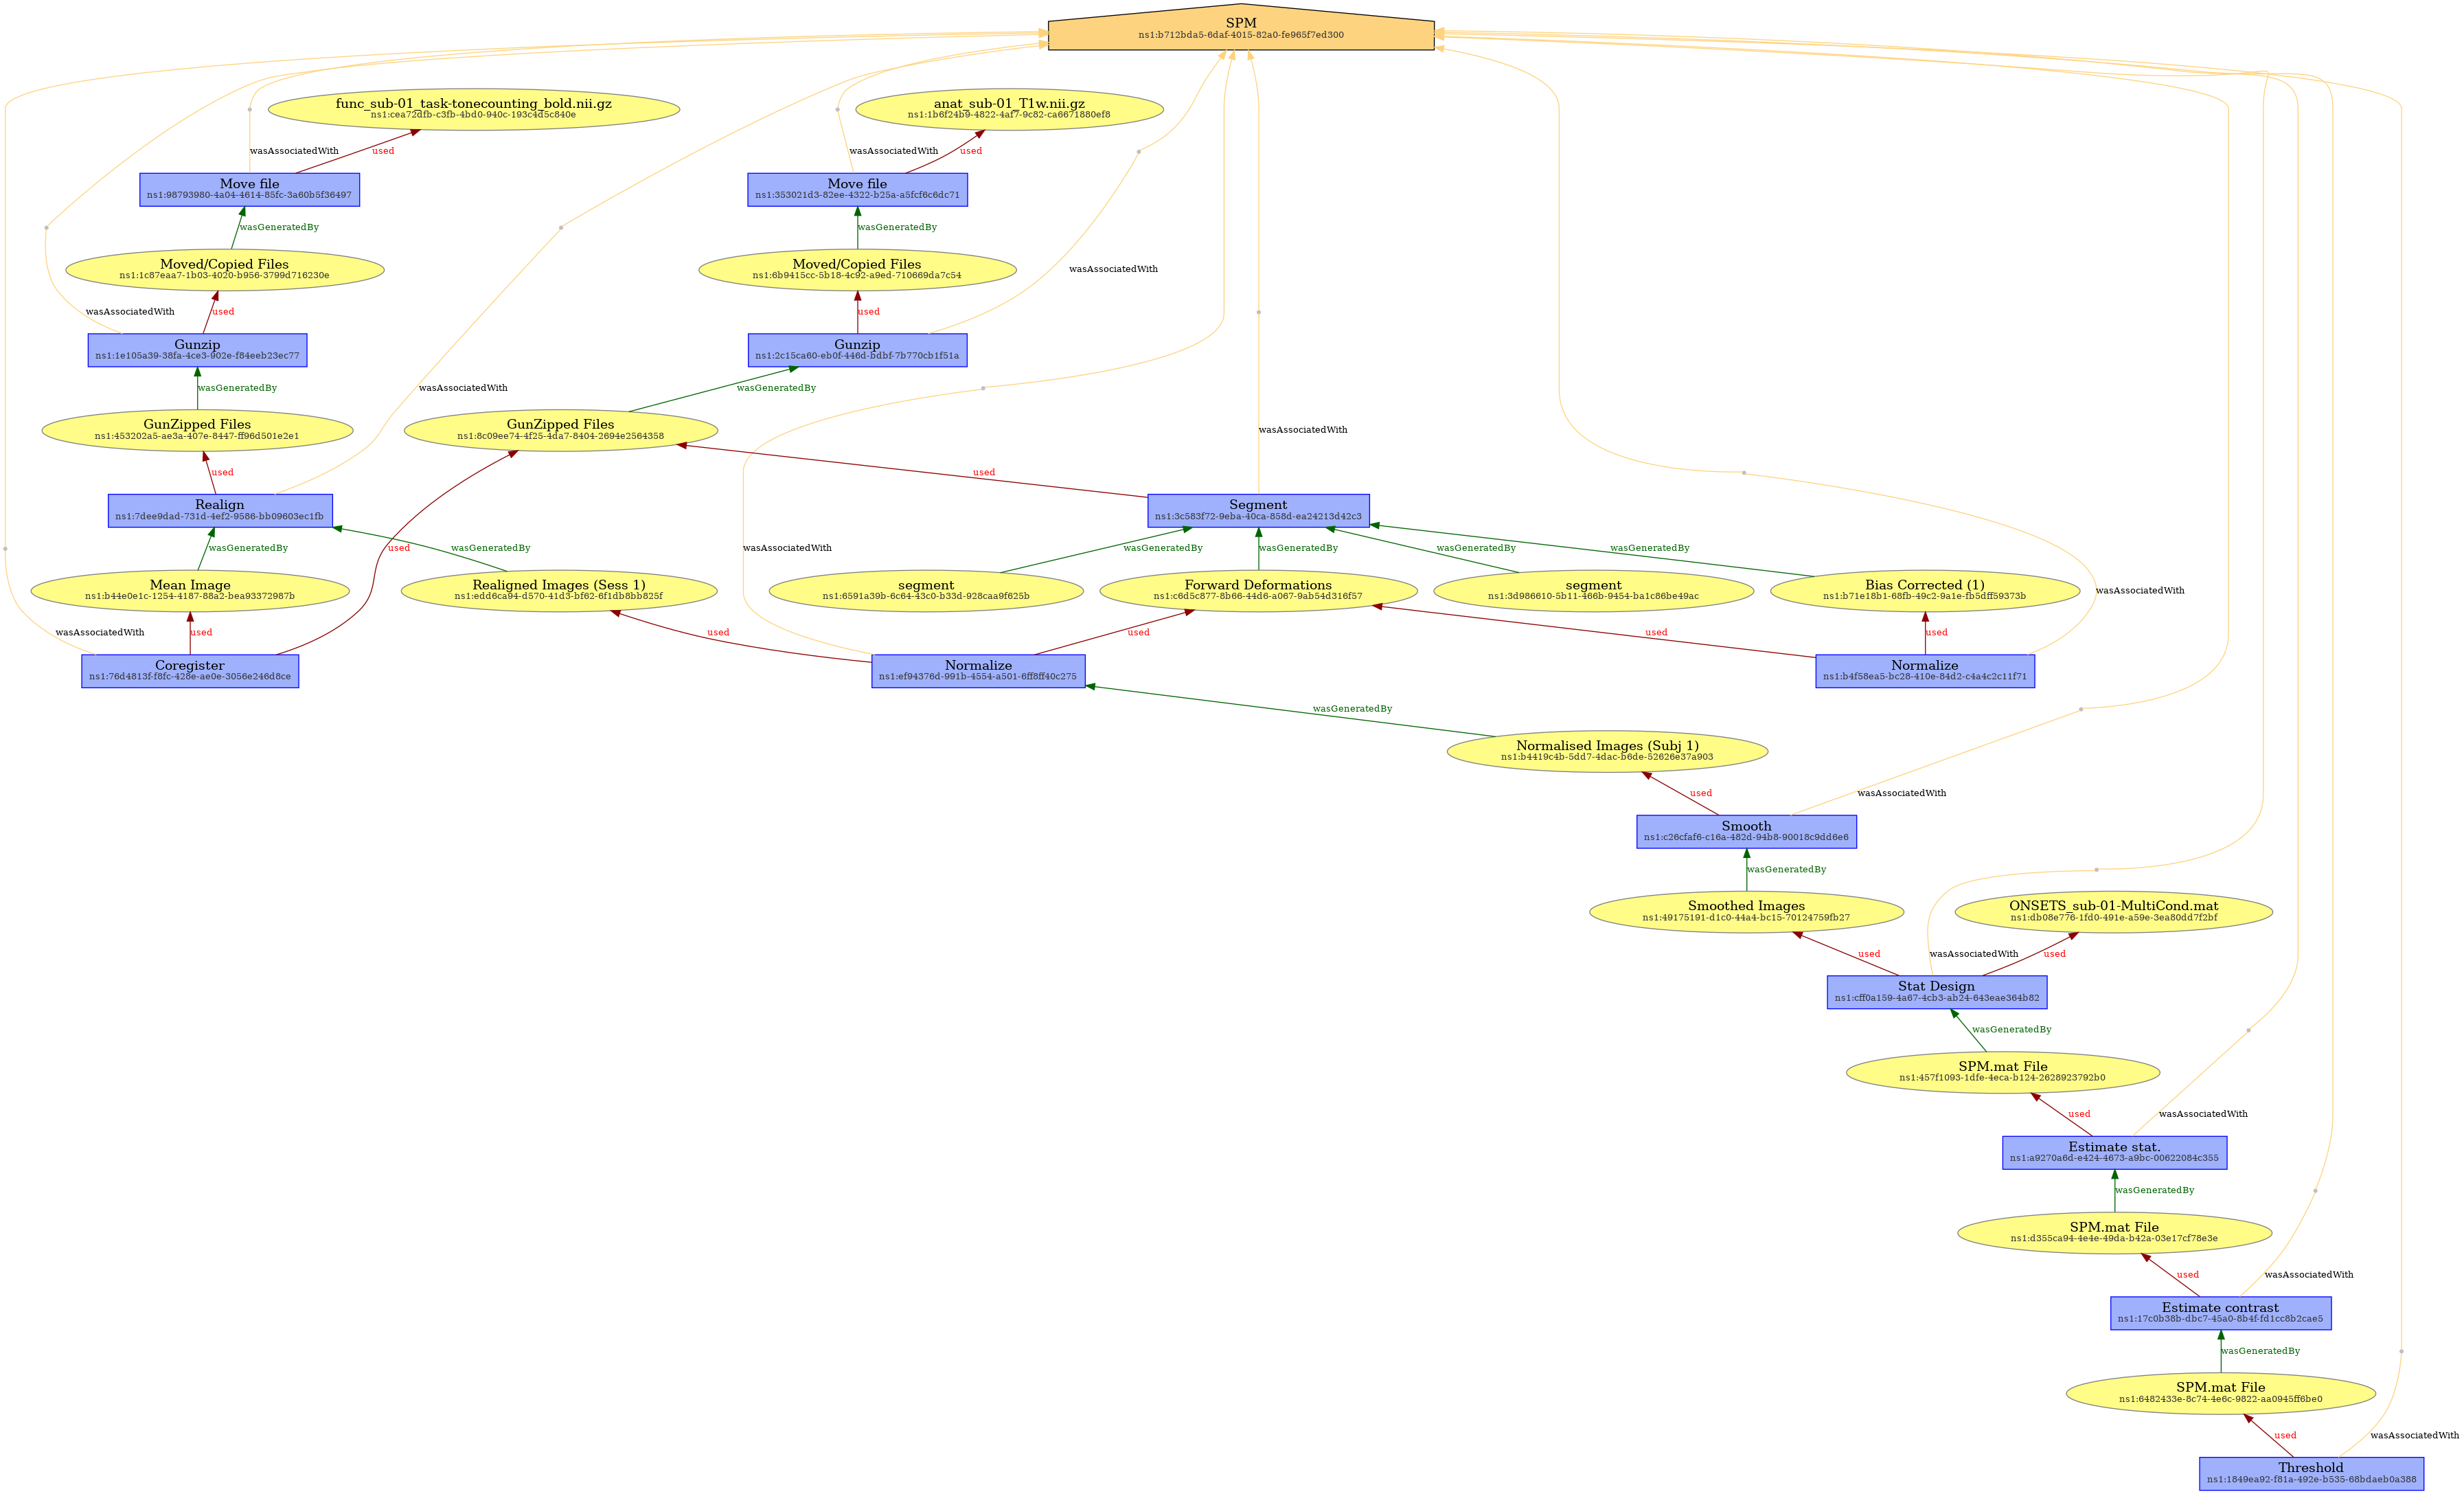 SPM
ns1:b712bda5-6daf-4015-82a0-fe965f7ed300
func_sub-01_task-tonecounting_bold.nii.gz
ns1:cea72dfb-c3fb-4bd0-940c-193c4d5c840e
anat_sub-01_T1w.nii.gz
ns1:1b6f24b9-4822-4af7-9c82-ca6671880ef8
wasAssociatedWith
used
wasAssociatedWith
used
Move file
ns1:98793980-4a04-4614-85fc-3a60b5f36497
Move file
ns1:353021d3-82ee-4322-b25a-a5fcf6c6dc71
wasGeneratedBy
wasGeneratedBy
Moved/Copied Files
ns1:1c87eaa7-1b03-4020-b956-3799d716230e
Moved/Copied Files
ns1:6b9415cc-5b18-4c92-a9ed-710669da7c54
wasAssociatedWith
wasAssociatedWith
used
used
Gunzip
ns1:1e105a39-38fa-4ce3-902e-f84eeb23ec77
Gunzip
ns1:2c15ca60-eb0f-446d-bdbf-7b770cb1f51a
wasGeneratedBy
wasAssociatedWith
wasGeneratedBy
GunZipped Files
ns1:453202a5-ae3a-407e-8447-ff96d501e2e1
GunZipped Files
ns1:8c09ee74-4f25-4da7-8404-2694e2564358
wasAssociatedWith
used
used
Realign
ns1:7dee9dad-731d-4ef2-9586-bb09603ec1fb
Segment
ns1:3c583f72-9eba-40ca-858d-ea24213d42c3
wasGeneratedBy
used
wasGeneratedBy
wasAssociatedWith
wasGeneratedBy
wasGeneratedBy
wasGeneratedBy
wasGeneratedBy
Mean Image
ns1:b44e0e1c-1254-4187-88a2-bea93372987b
Realigned Images (Sess 1)
ns1:edd6ca94-d570-41d3-bf62-6f1db8bb825f
segment
ns1:6591a39b-6c64-43c0-b33d-928caa9f625b
Forward Deformations
ns1:c6d5c877-8b66-44d6-a067-9ab54d316f57
segment
ns1:3d986610-5b11-466b-9454-ba1c86be49ac
Bias Corrected (1)
ns1:b71e18b1-68fb-49c2-9a1e-fb5dff59373b
wasAssociatedWith
wasAssociatedWith
used
used
used
used
used
Coregister
ns1:76d4813f-f8fc-428e-ae0e-3056e246d8ce
Normalize
ns1:ef94376d-991b-4554-a501-6ff8ff40c275
Normalize
ns1:b4f58ea5-bc28-410e-84d2-c4a4c2c11f71
wasGeneratedBy
Normalised Images (Subj 1)
ns1:b4419c4b-5dd7-4dac-b6de-52626e37a903
used
wasAssociatedWith
Smooth
ns1:c26cfaf6-c16a-482d-94b8-90018c9dd6e6
wasGeneratedBy
Smoothed Images
ns1:49175191-d1c0-44a4-bc15-70124759fb27
ONSETS_sub-01-MultiCond.mat
ns1:db08e776-1fd0-491e-a59e-3ea80dd7f2bf
used
wasAssociatedWith
used
Stat Design
ns1:cff0a159-4a67-4cb3-ab24-643eae364b82
wasGeneratedBy
SPM.mat File
ns1:457f1093-1dfe-4eca-b124-2628923792b0
used
wasAssociatedWith
Estimate stat.
ns1:a9270a6d-e424-4673-a9bc-00622084c355
wasGeneratedBy
SPM.mat File
ns1:d355ca94-4e4e-49da-b42a-03e17cf78e3e
used
wasAssociatedWith
Estimate contrast
ns1:17c0b38b-dbc7-45a0-8b4f-fd1cc8b2cae5
wasGeneratedBy
SPM.mat File
ns1:6482433e-8c74-4e6c-9822-aa0945ff6be0
used
wasAssociatedWith
Threshold
ns1:1849ea92-f81a-492e-b535-68bdaeb0a388